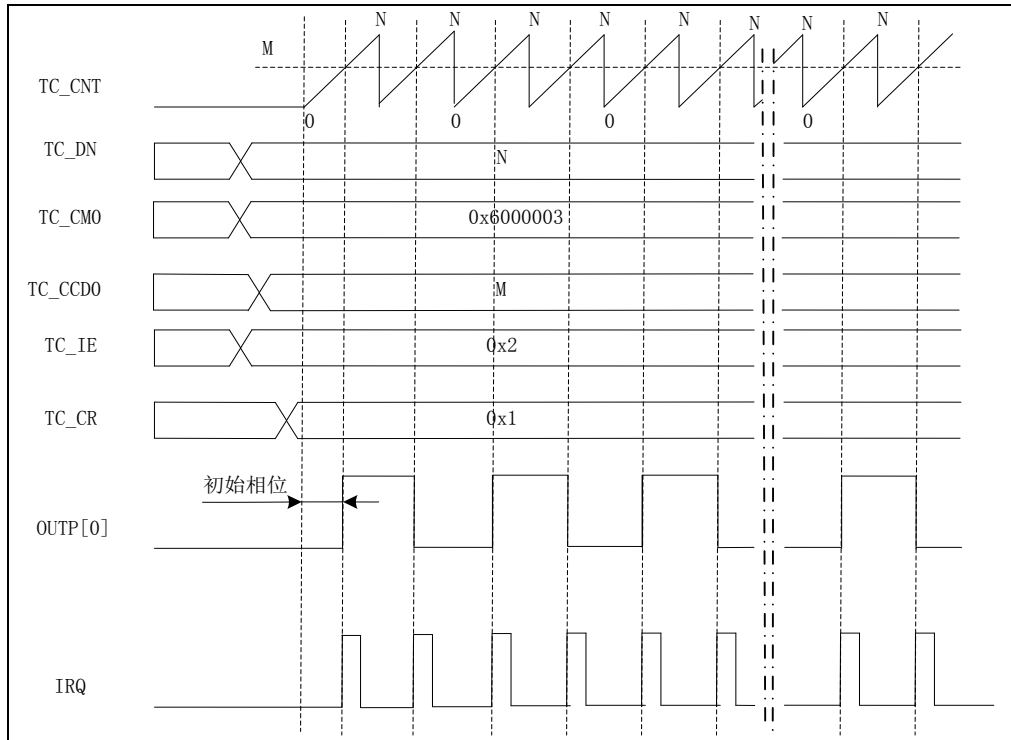 N N N N N N N N
M
TC_CNT
0 0 0 0
TC_DN N
TC_CM0 0x6000003
TC_CCD0 M
TC_IE 0x2
TC_CR 0x1
初始相位
OUTP[0]
IRQ